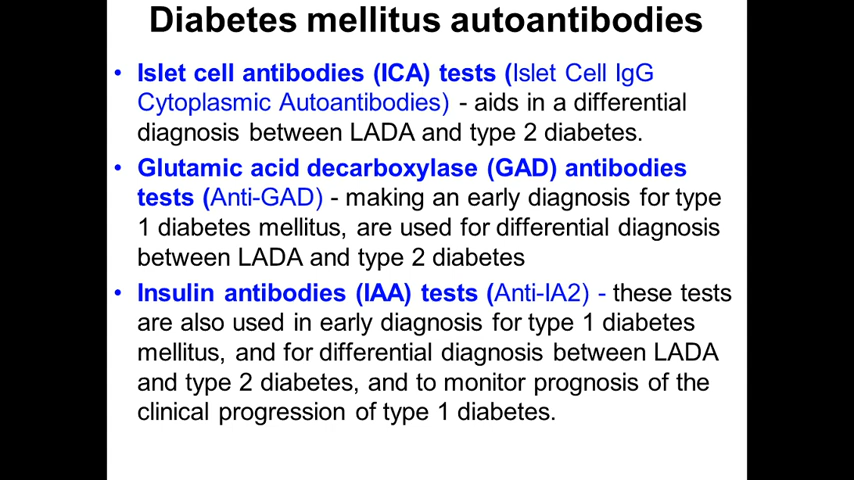 Diabetes mellitus autoantibodies
• Islet cell antibodies (ICA) tests (Islet Cell IgG
Cytoplasmic Autoantibodies) - aids in a differential
diagnosis between LADA and type 2 diabetes.
• Glutamic acid decarboxylase (GAD) antibodies
tests (Anti-GAD) - making an early diagnosis for type
1 diabetes mellitus, are used for differential diagnosis
between LADA and type 2 diabetes
• Insulin antibodies (IAA) tests (Anti-IA2) - these tests
are also used in early diagnosis for type 1 diabetes
mellitus, and for differential diagnosis between LADA
and type 2 diabetes, and to monitor prognosis of the
clinical progression of type 1 diabetes.